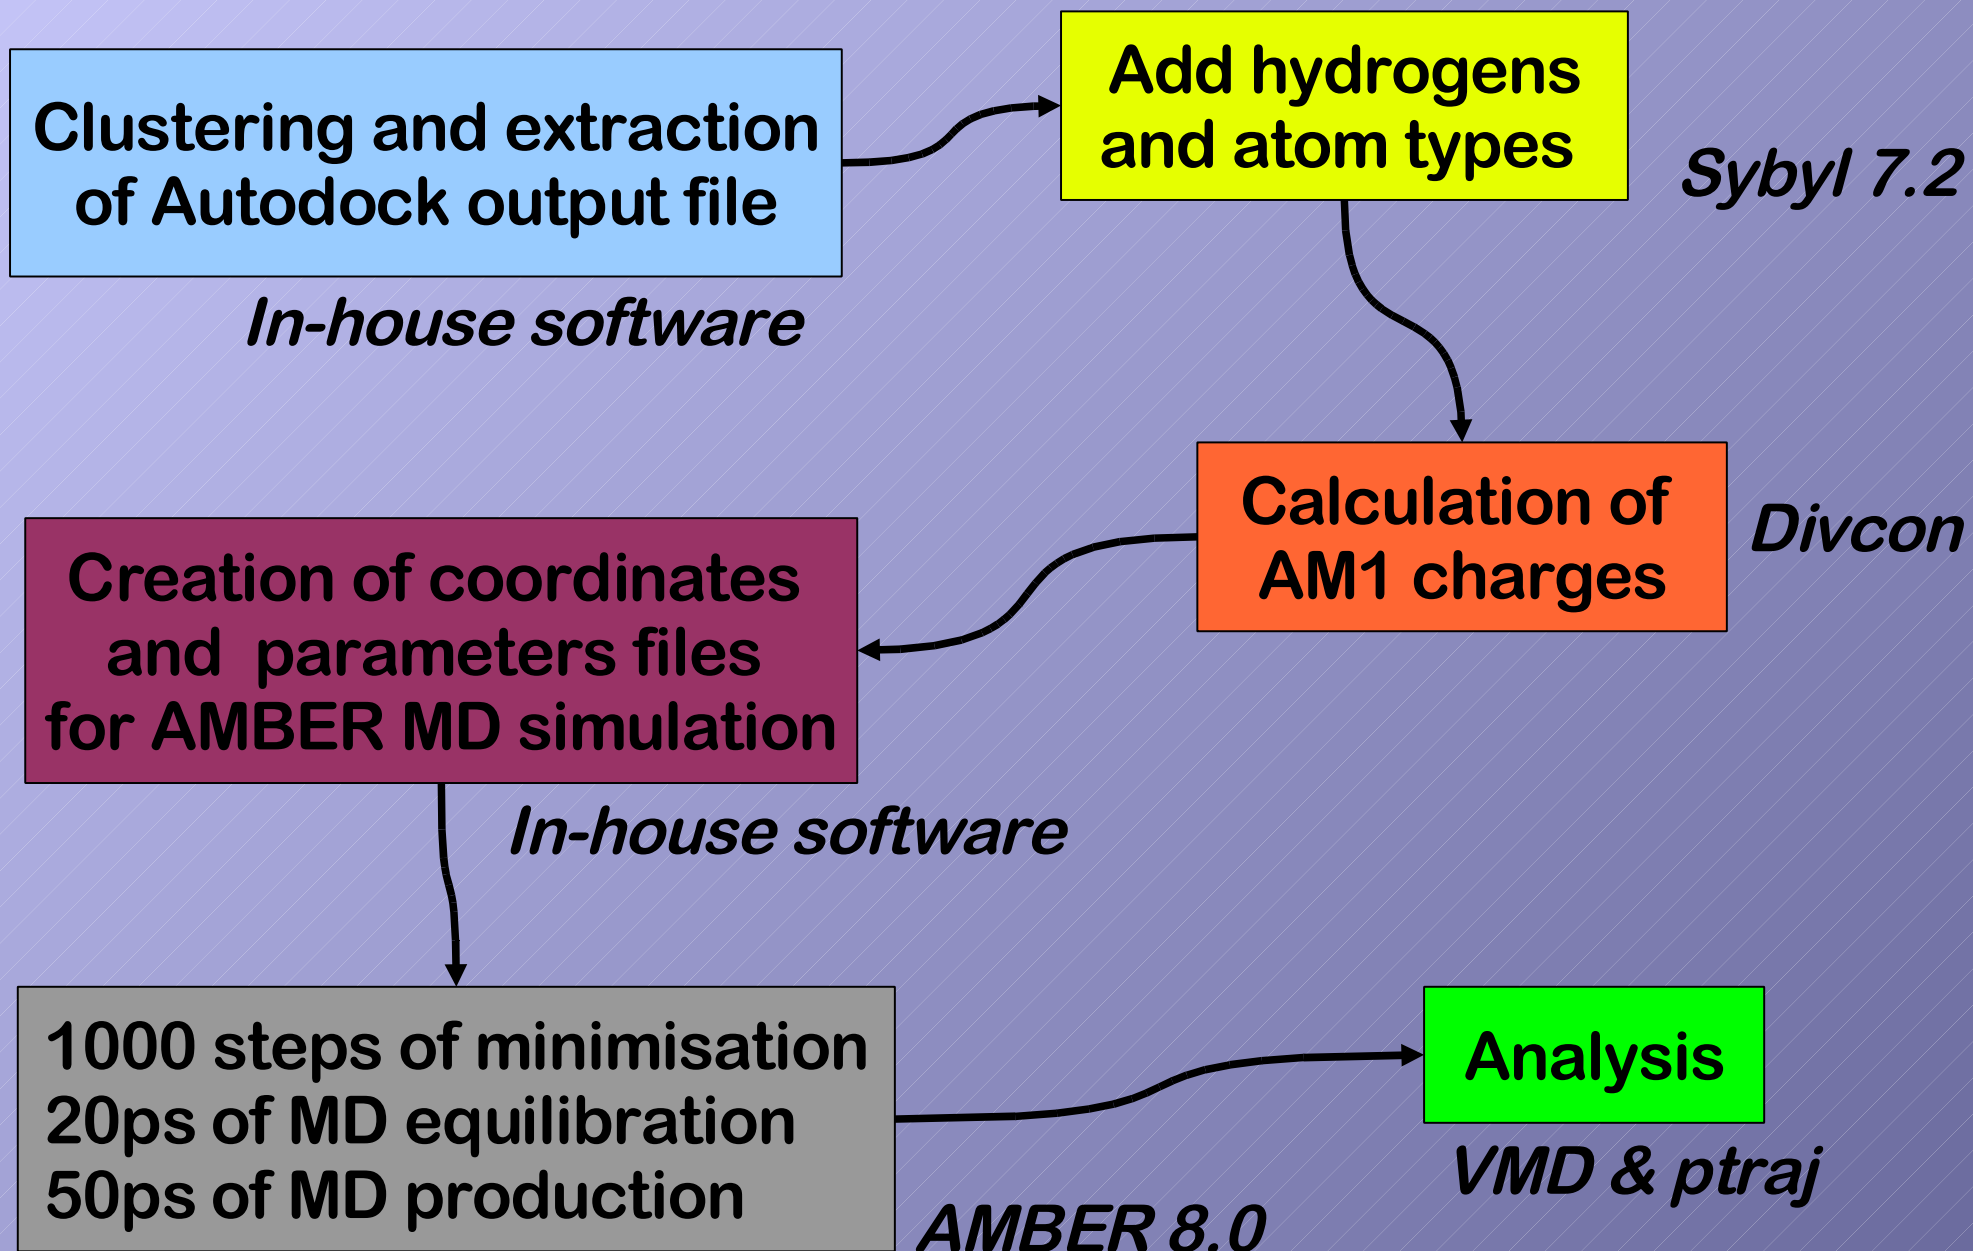 Clustering and extraction
of Autodock output file
In-house software
Add hydrogens
and atom types
Sybyl 7.2
Calculation of
AM1 charges
Divcon
Creation of coordinates
and parameters files
for AMBER MD simulation
In-house software
1000 steps of minimisation
20ps of MD equilibration
50ps of MD production
AMBER 8.0
Analysis
VMD & ptraj